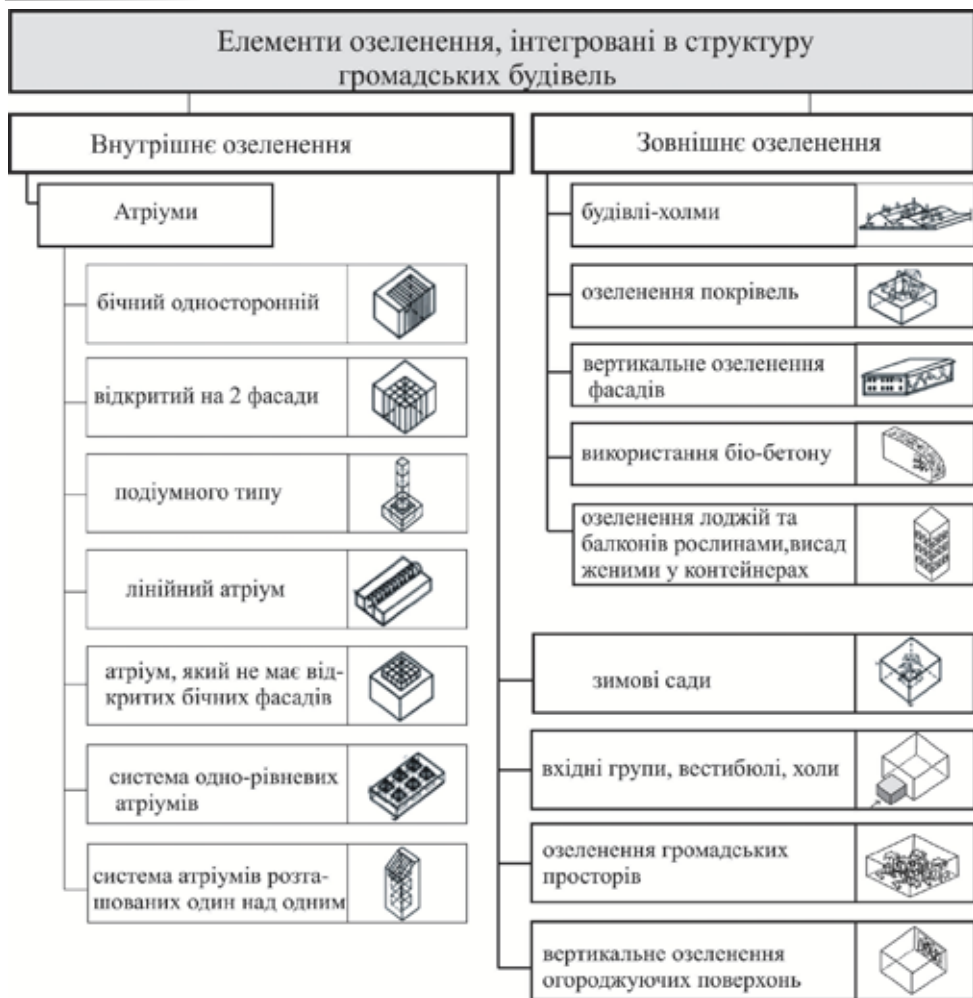 Елементи озеленення, інтегровані в структуру
громадських будівель
Внутрішнє озеленення
Атріуми
бічний односторонній
відкритий на 2 фасади
подіумного типу
лінійний атріум
атріум, який не має від-
критих бічних фасадів
система одно-рівневих
атріумів
система атріумів розта-
шованих один над одним
Зовнішнє озеленення
будівлі-холми
озеленення покрівель
вертикальне озеленення
фасадів
використання біо-бетону
озеленення лоджій та
балконів рослинами,висад
женими у контейнерах
зимові сади
вхідні групи, вестибюлі, холи
озеленення громадських
просторів
вертикальне озеленення
огороджуючих поверхонь